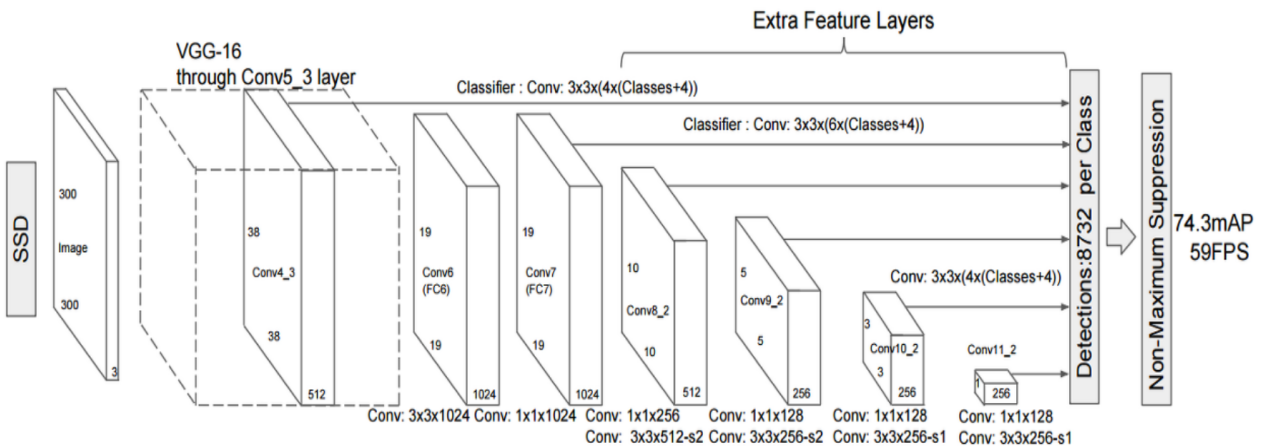 Extra Feature Layers
VGG-16
through Conv5_3 layer
Classifier : Conv: 3x3x(4x(Classes+4))
Classifier : Conv: 3x3x(6x(Classes+4))
SSD
300
Image
300
3
38
Conv4_3
38
512
19
Conv6
(FC6)
19
1024
19
Conv7
(FC7)
19
1024
10
Conv8_2
10
512
5
Conv9_2
5
256
Conv: 3x3x(4x(Classes+4))
3
Conv10_2
3
256
Conv11_2
1
256
Detections:8732 per Class
Non-Maximum Suppression
74.3mAP
59FPS
Conv: 3x3x1024
Conv: 1x1x1024
Conv: 1x1x256
Conv: 3x3x512-s2
Conv: 1x1x128
Conv: 3x3x256-s2
Conv: 1x1x128
Conv: 3x3x256-s1
Conv: 1x1x128
Conv: 3x3x256-s1